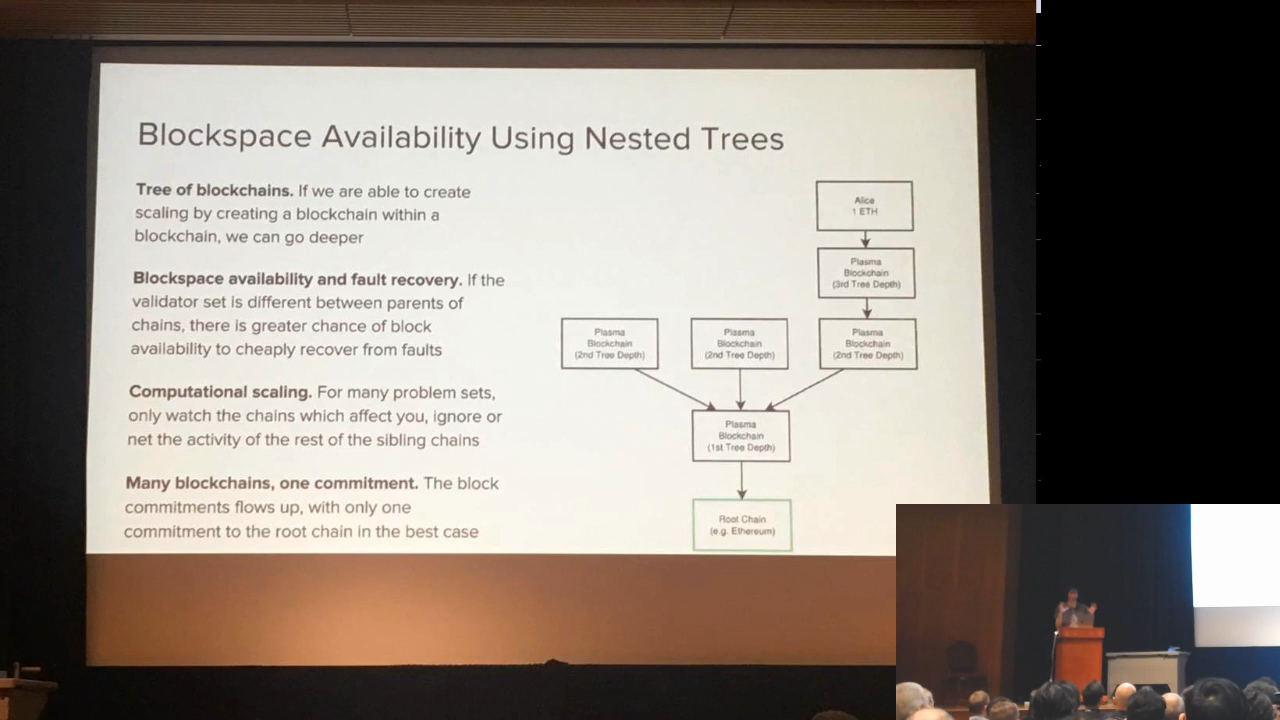 Blockspace Availability Using Nested Trees
Tree of blockchains. If we are able to create
scaling by creating a blockchain within a
blockchain, we can go deeper
Blockspace availability and fault recovery. If the
validator set is different between parents of
chains, there is greater chance of block
availability to cheaply recover from faults
Computational scaling. For many problem sets,
only watch the chains which affect you, ignore or
net the activity of the rest of the sibling chains
Many blockchains, one commitment. The block
commitments flows up, with only one
commitment to the root chain in the best case
Alice
1 ETH
Plasma
Blockchain
(3rd Tree Depth)
Plasma
Blockchain
(2nd Tree Depth)
Plasma
Blockchain
(2nd Tree Depth)
Plasma
Blockchain
(2nd Tree Depth)
Plasma
Blockchain
(1st Tree Depth)
Root Chain
(e.g. Ethereum)